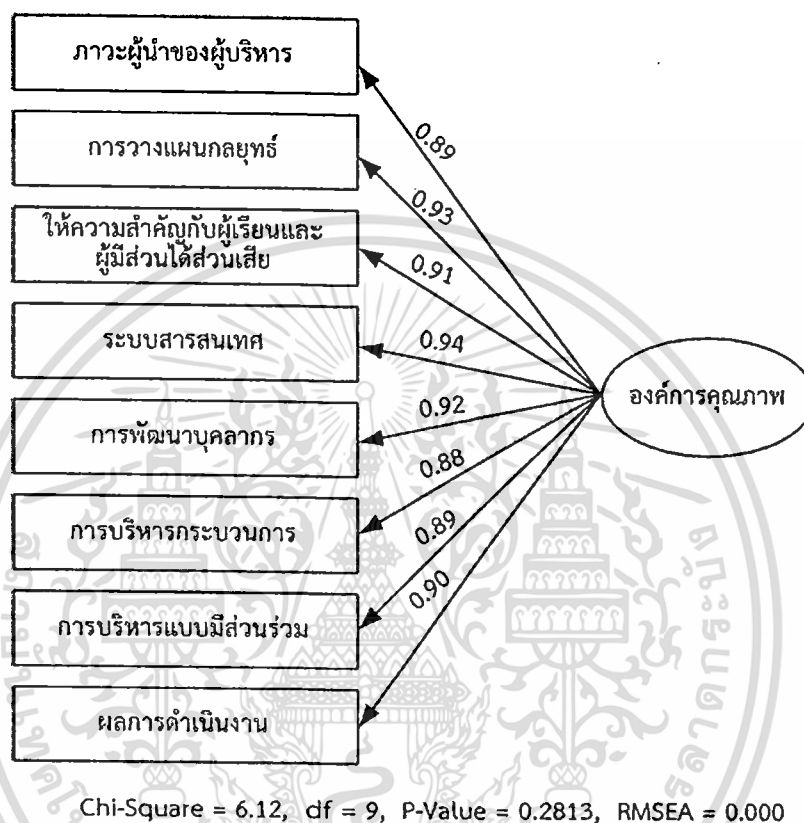 ภาวะผู้นำของผู้บริหาร
การวางแผนกลยุทธ์
ให้ความสำคัญกับผู้เรียนและ
ผู้มีส่วนได้ส่วนเสีย
ระบบสารสนเทศ
การพัฒนาบุคลากร
การบริหารกระบวนการ
การบริหารแบบมีส่วนร่วม
ผลการดำเนินงาน
0.89
0.93
0.91
0.94
0.92
0.88
0.89
0.90
องค์การคุณภาพ
Chi-Square = 6.12, df = 9, P-Value = 0.2813, RMSEA = 0.000